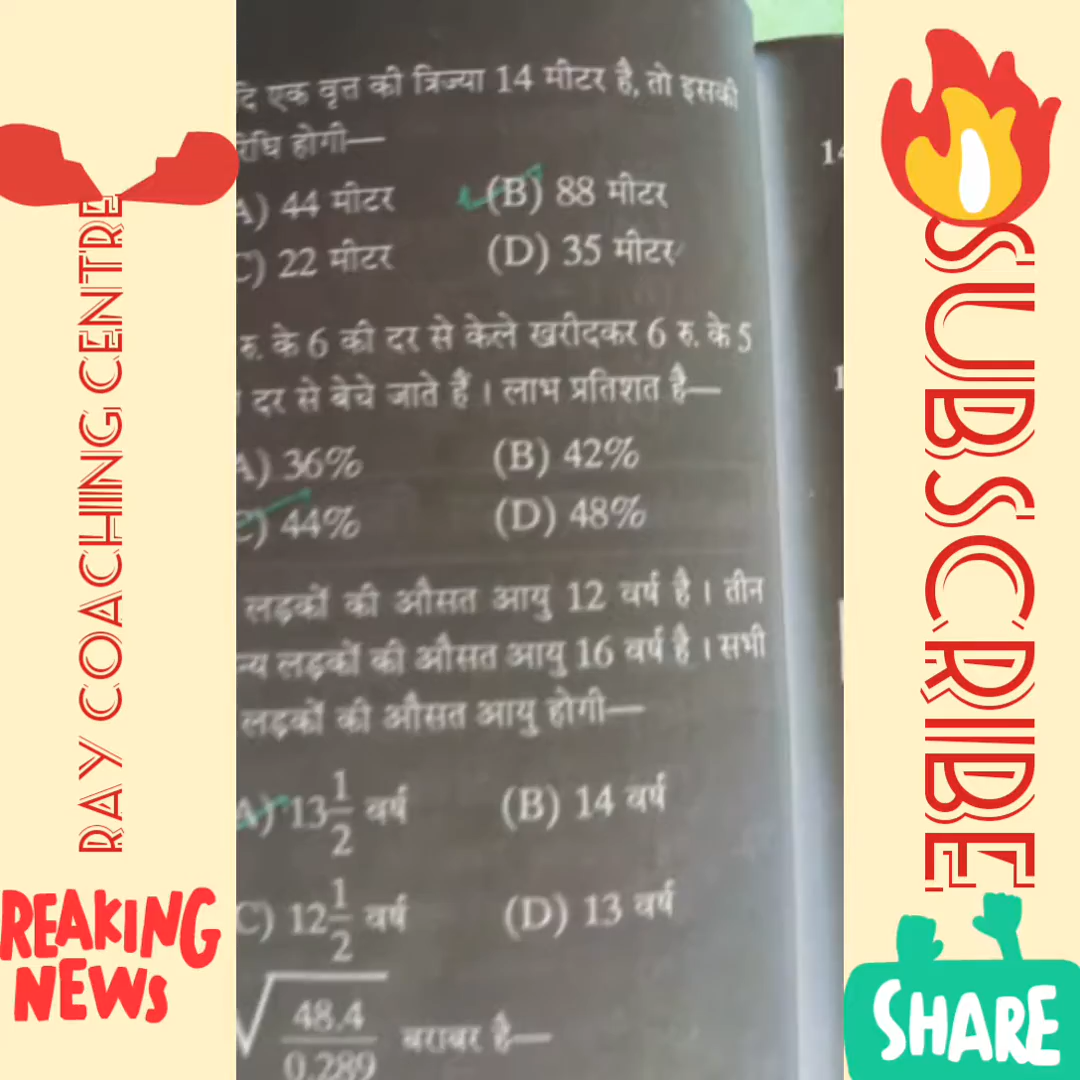 RAY COACHING CENTRE
REAKING
NEWS
दि एक वृत्त की त्रिज्या 14 मीटर है, तो इसकी
रिधि होगी—
A) 44 मीटर (B) 88 मीटर
C) 22 मीटर (D) 35 मीटर
रु. के 6 की दर से केले खरीदकर 6 रु. के 5
दर से बेचे जाते हैं । लाभ प्रतिशत है—
A) 36% (B) 42%
C) 44% (D) 48%
लड़कों की औसत आयु 12 वर्ष है । तीन
न्य लड़कों की औसत आयु 16 वर्ष है । सभी
लड़कों की औसत आयु होगी—
A) 13 1/2 वर्ष (B) 14 वर्ष
C) 12 1/2 वर्ष (D) 13 वर्ष
√48.4/0.289 बराबर है—
14
1
SUBSCRIBE
SHARE